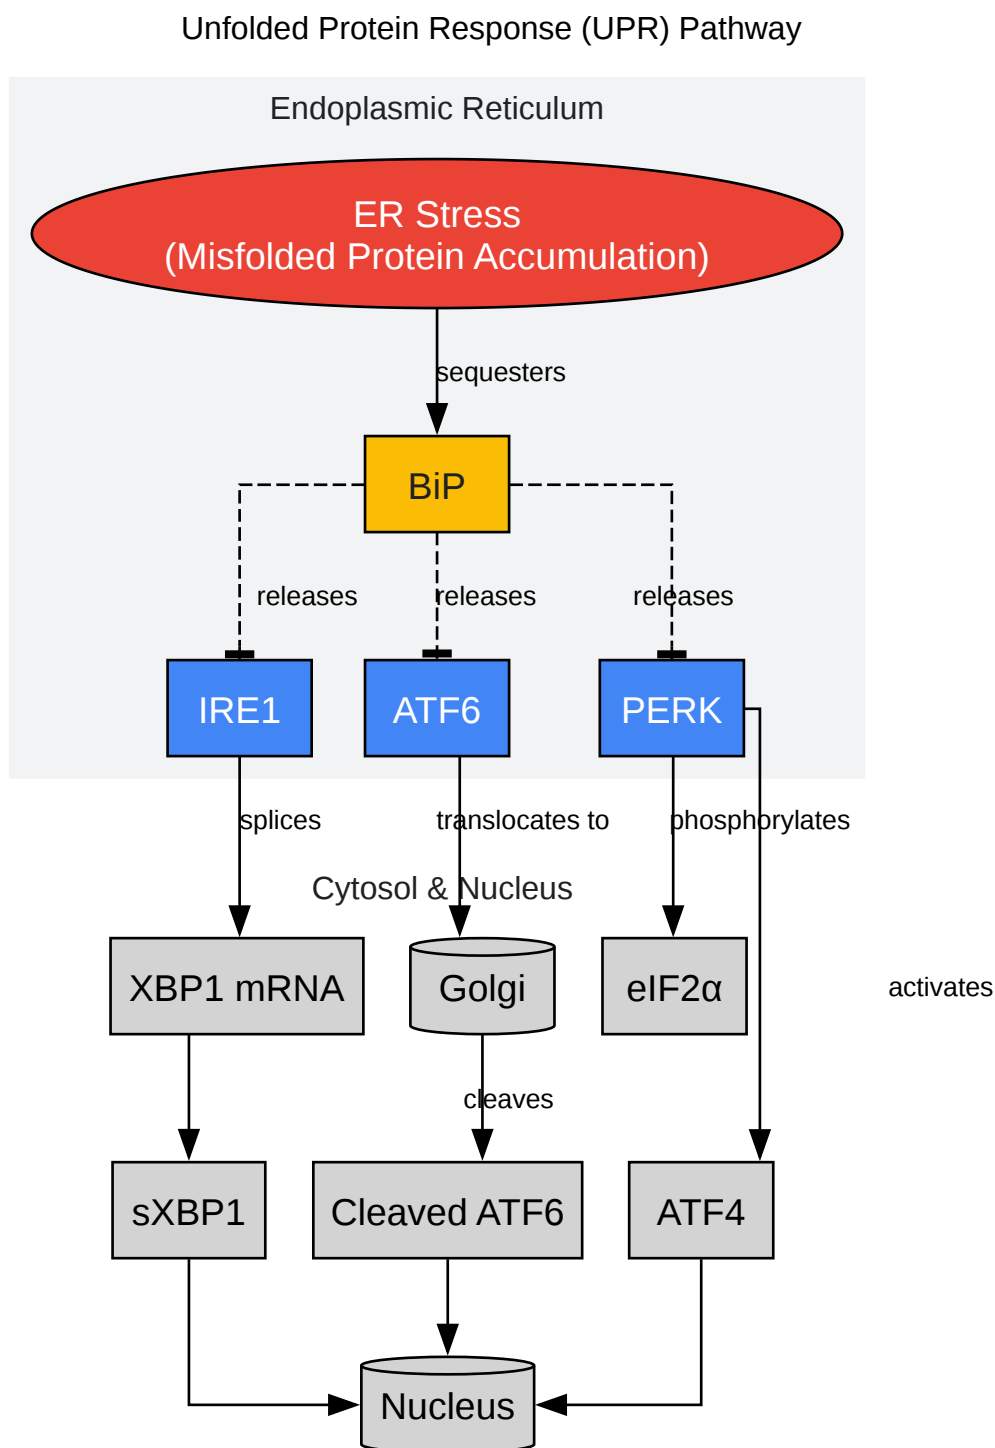 Unfolded Protein Response (UPR) Pathway
Endoplasmic Reticulum
ER Stress
(Misfolded Protein Accumulation)
sequesters
BiP
releases
releases
releases
IRE1
ATF6
PERK
splices
translocates to
phosphorylates
Cytosol & Nucleus
XBP1 mRNA
Golgi
eIF2α
activates
cleaves
sXBP1
Cleaved ATF6
ATF4
Nucleus